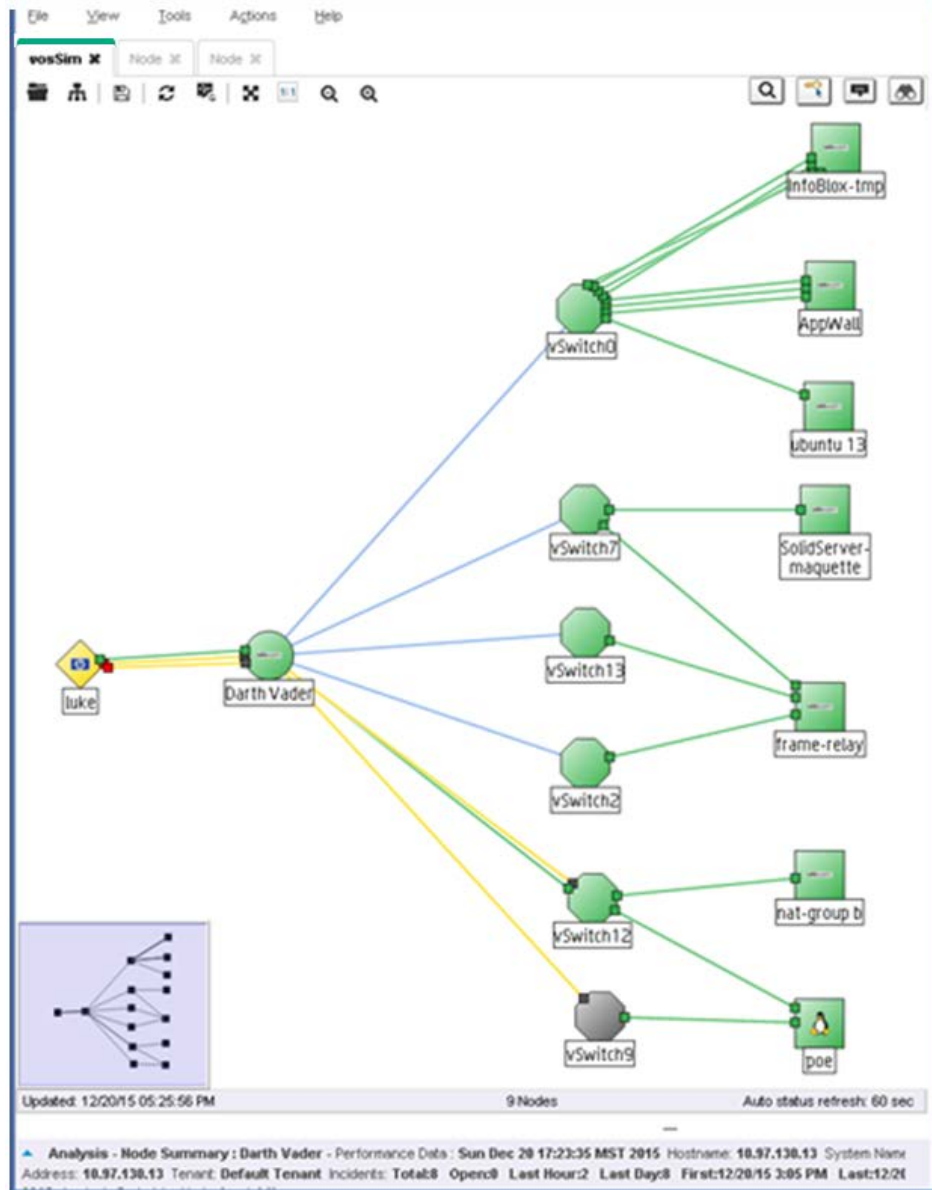 File View Tools Actions Help
vosSim ✖ Node ✖ Node ✖
1:1
InfoBlox-tmp
AppWall
vSwitch0
ubuntu 13
vSwitch7
SolidServer-
maquette
vSwitch13
luke
Darth Vader
frame-relay
vSwitch2
nat-group b
vSwitch12
vSwitch9
poe
Updated: 12/20/15 05:25:56 PM 9 Nodes Auto status refresh: 60 sec
Analysis - Node Summary : Darth Vader - Performance Data : Sun Dec 20 17:23:35 MST 2015 Hostname: 10.97.130.13 System Name
Address: 10.97.130.13 Tenant: Default Tenant Incidents: Total:8 Open:0 Last Hour:2 Last Day:8 First:12/20/15 3:05 PM Last:12/2